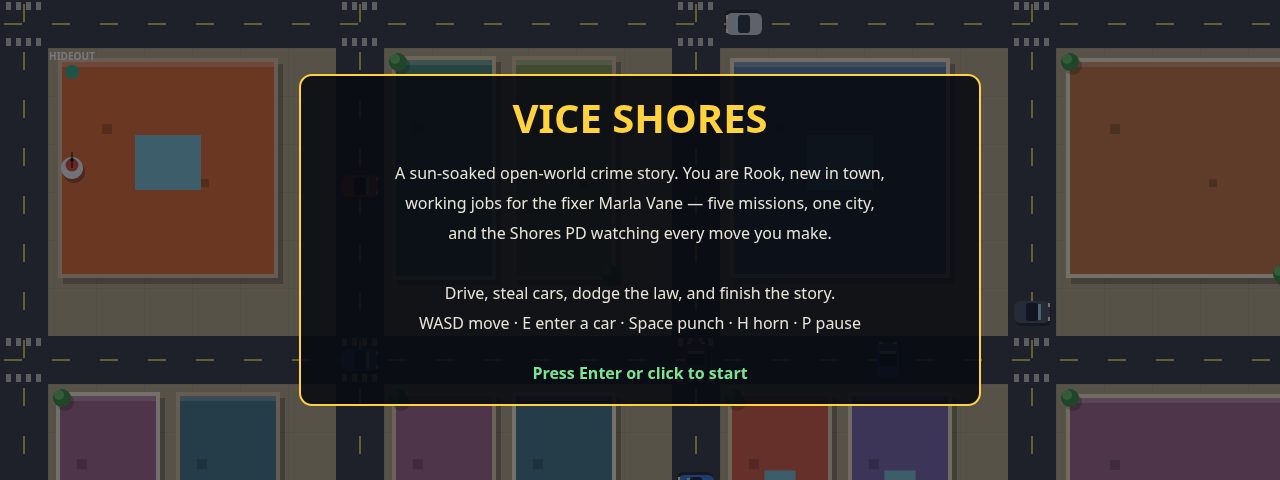 HIDEOUT
VICE SHORES
A sun-soaked open-world crime story. You are Rook, new in town,
working jobs for the fixer Marla Vane — five missions, one city,
and the Shores PD watching every move you make.
Drive, steal cars, dodge the law, and finish the story.
WASD move · E enter a car · Space punch · H horn · P pause
Press Enter or click to start